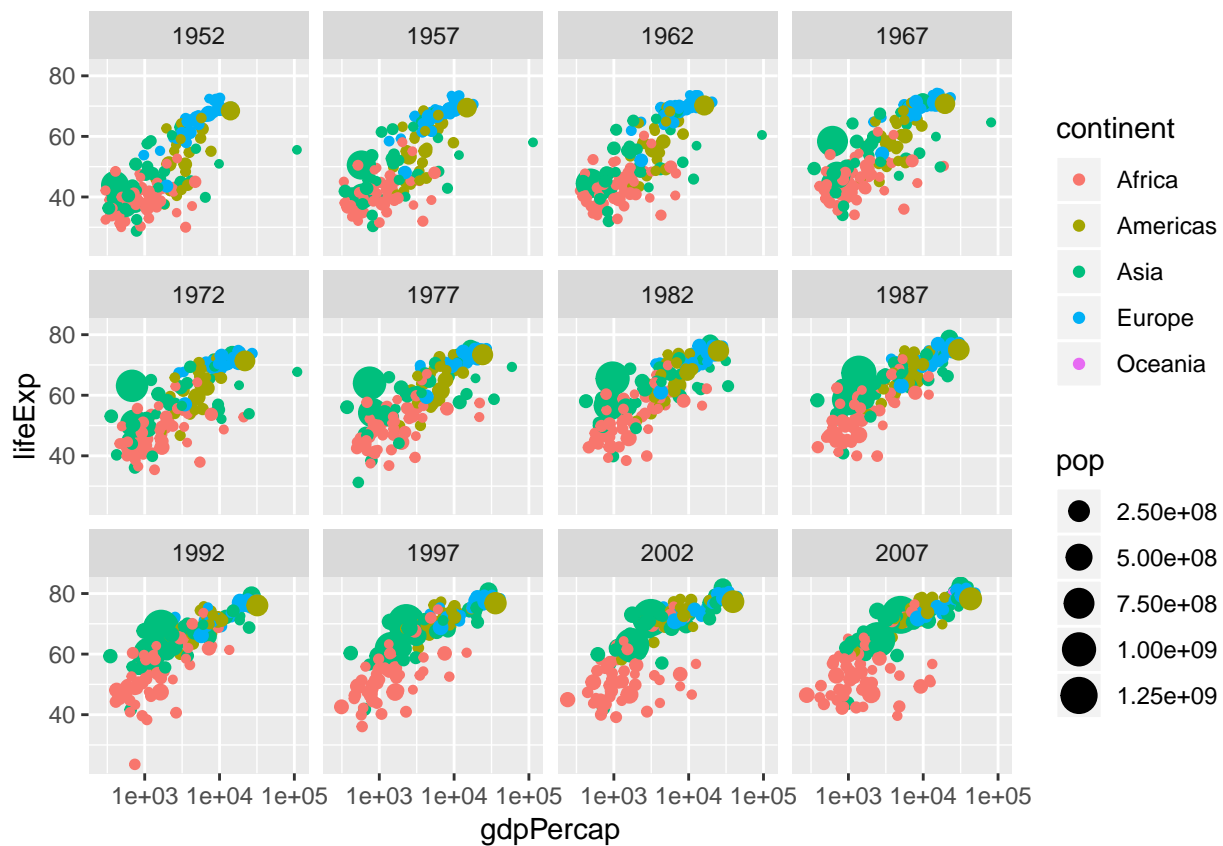 1952 1957 1962 1967
80
60
40
1972 1977 1982 1987
80
60
40
1992 1997 2002 2007
80
60
40
1e+03 1e+04 1e+05 1e+03 1e+04 1e+05 1e+03 1e+04 1e+05 1e+03 1e+04 1e+05
gdpPercap
lifeExp
continent
Africa
Americas
Asia
Europe
Oceania
pop
2.50e+08
5.00e+08
7.50e+08
1.00e+09
1.25e+09